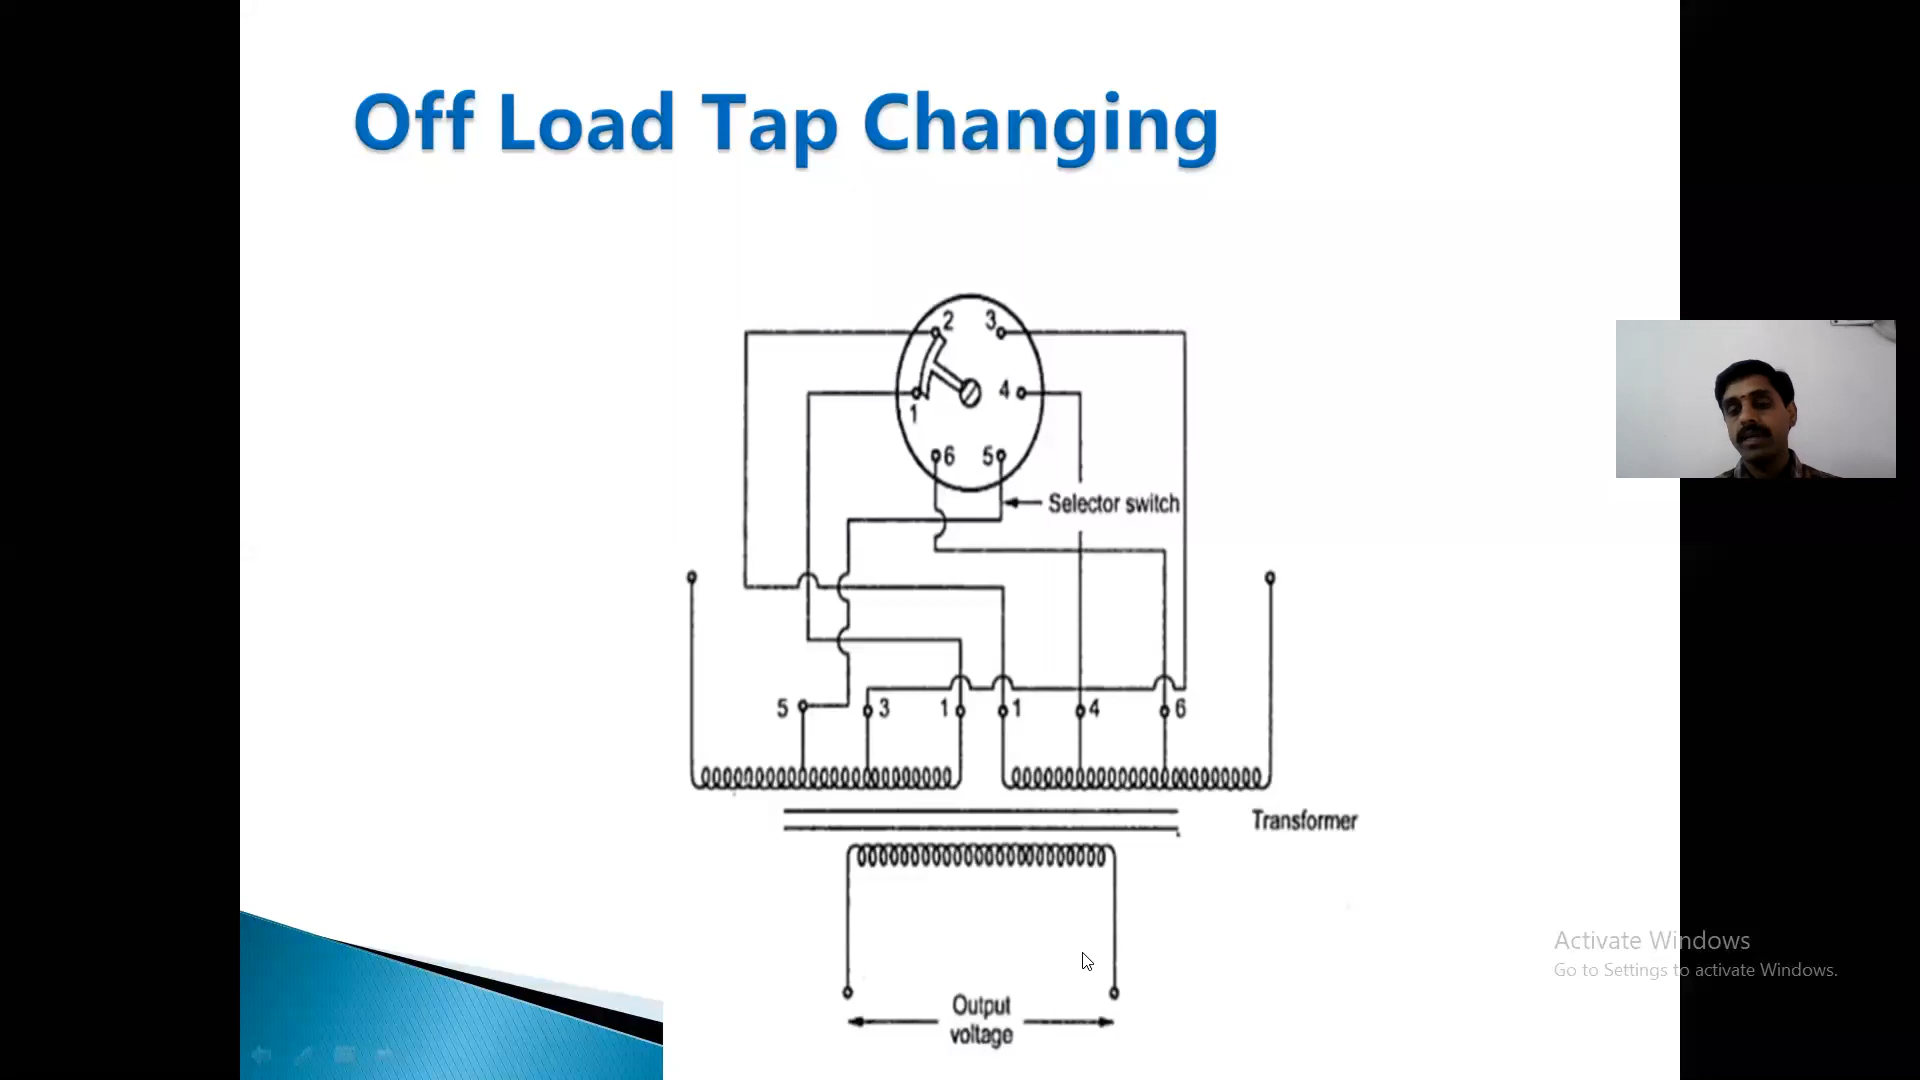 Off Load Tap Changing
2 3
4
1
6 5
Selector switch
5 3 1 1 4 6
Transformer
Activate Windows
Go to Settings to activate Windows.
Output
voltage